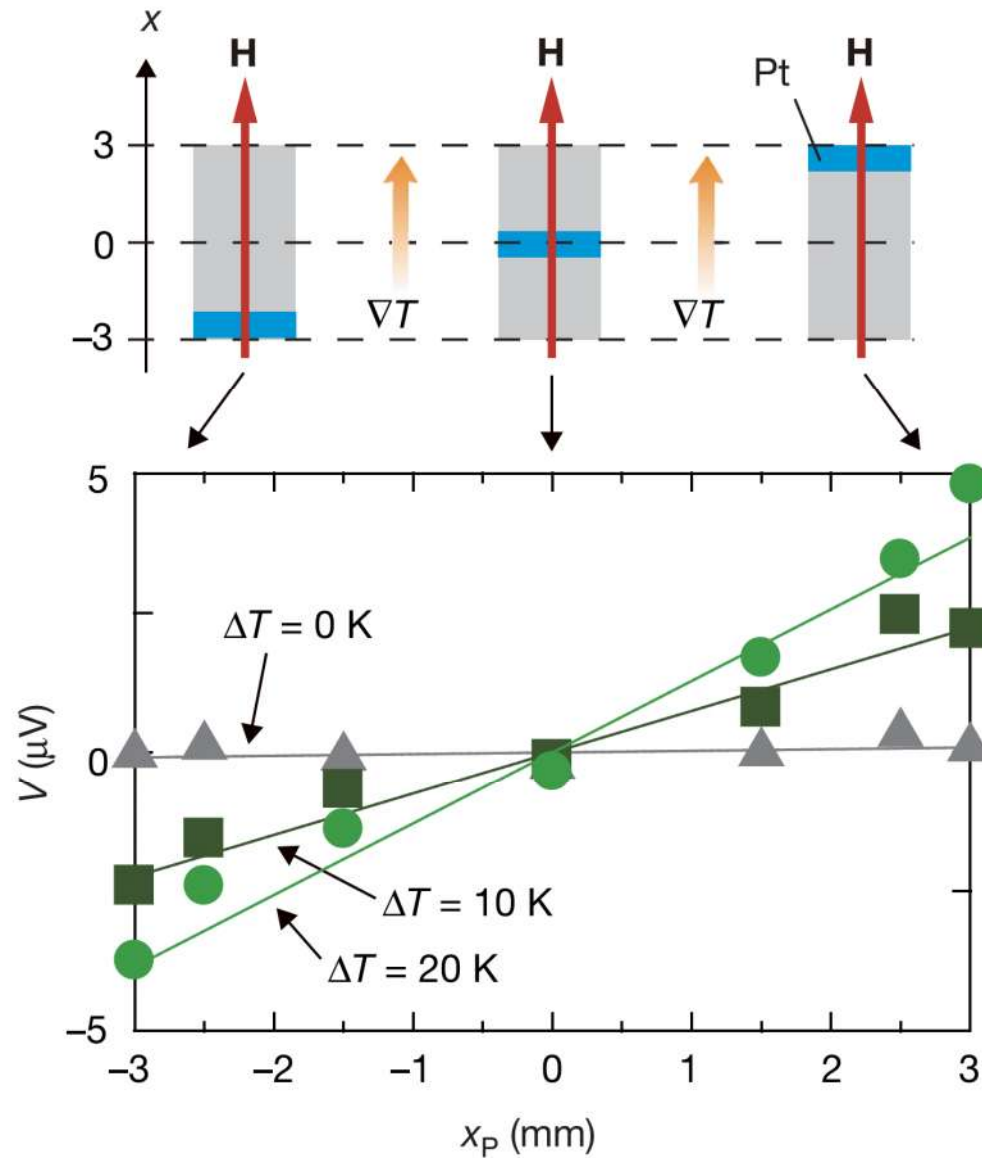 x
H
H
H
Pt
3
0
−3
∇T
∇T
5
0
−5
V (μV)
ΔT = 0 K
ΔT = 10 K
ΔT = 20 K
−3
−2
−1
0
1
2
3
xP (mm)